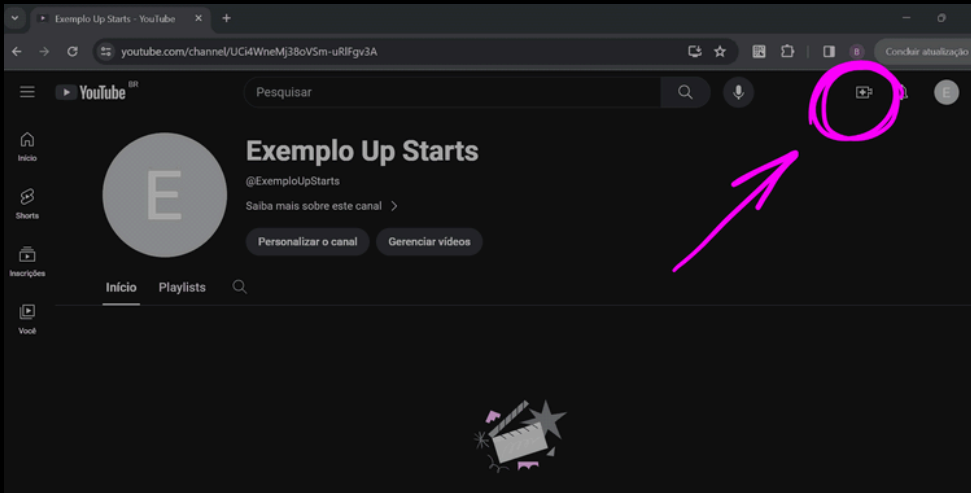 Exemplo Up Starts - YouTube
youtube.com/channel/UCi4WneMj38oVSm-uRlFgv3A
B
Concluir atualização
YouTube BR
Pesquisar
E
Início
Shorts
Inscrições
Você
E
Exemplo Up Starts
@ExemploUpStarts
Saiba mais sobre este canal
Personalizar o canal Gerenciar vídeos
Início Playlists